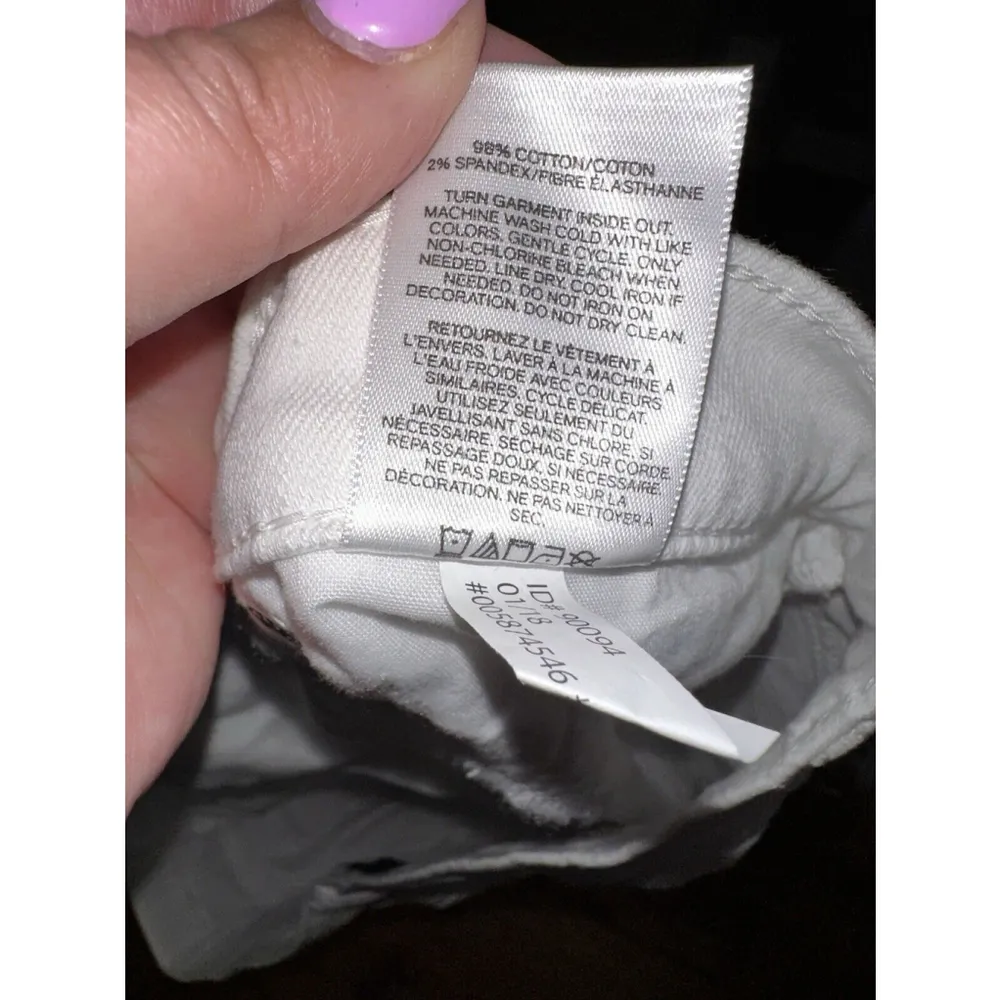 98% COTTON/COTON
2% SPANDEX/FIBRE ÉLASTHANNE
TURN GARMENT INSIDE OUT.
MACHINE WASH COLD WITH LIKE
COLORS, GENTLE CYCLE. ONLY
NON-CHLORINE BLEACH WHEN
NEEDED. LINE DRY. COOL IRON IF
NEEDED. DO NOT IRON ON
DECORATION. DO NOT DRY CLEAN.
RETOURNEZ LE VÊTEMENT À
L'ENVERS. LAVER À LA MACHINE À
L'EAU FROIDE AVEC COULEURS
SIMILAIRES, CYCLE DÉLICAT.
UTILISEZ SEULEMENT DU
JAVELLISANT SANS CHLORE, SI
NÉCESSAIRE. SÉCHAGE SUR CORDE.
REPASSAGE DOUX, SI NÉCESSAIRE.
NE PAS REPASSER SUR LA
DÉCORATION. NE PAS NETTOYER À
SEC.
ID# 90094
01/18
#005874546